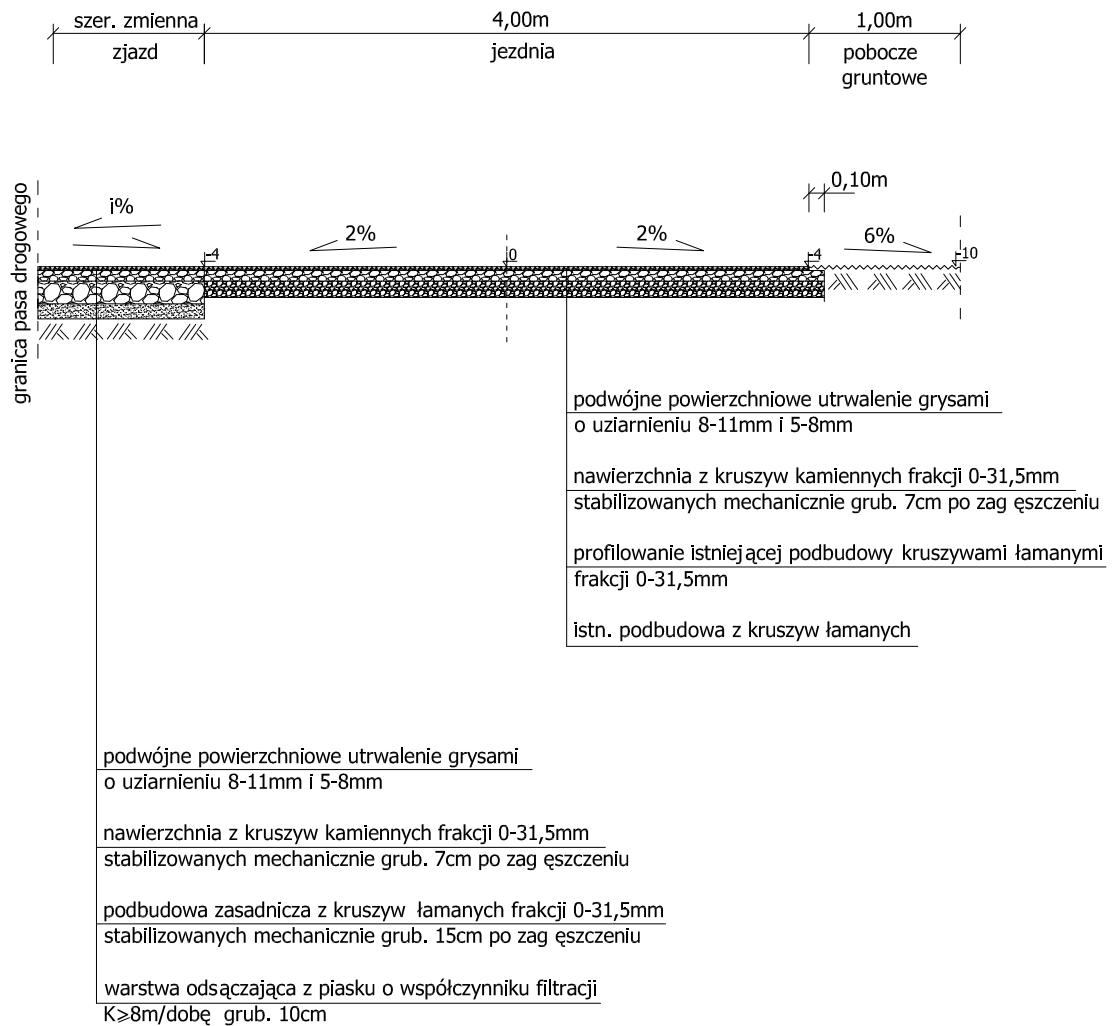 szer. zmienna
4,00m
1,00m
zjazd
jezdnia
pobocze
gruntowe
granica pasa drogowego
0,10m
i%
2%
2%
6%
-4
0
-4
-10
podwójne powierzchniowe utrwalenie grysami
o uziarnieniu 8-11mm i 5-8mm
nawierzchnia z kruszyw kamiennych frakcji 0-31,5mm
stabilizowanych mechanicznie grub. 7cm po zag ęszczeniu
profilowanie istniejącej podbudowy kruszywami łamanymi
frakcji 0-31,5mm
istn. podbudowa z kruszyw łamanych
podwójne powierzchniowe utrwalenie grysami
o uziarnieniu 8-11mm i 5-8mm
nawierzchnia z kruszyw kamiennych frakcji 0-31,5mm
stabilizowanych mechanicznie grub. 7cm po zag ęszczeniu
podbudowa zasadnicza z kruszyw łamanych frakcji 0-31,5mm
stabilizowanych mechanicznie grub. 15cm po zag ęszczeniu
warstwa odsączająca z piasku o współczynniku filtracji
K≥8m/dobę grub. 10cm